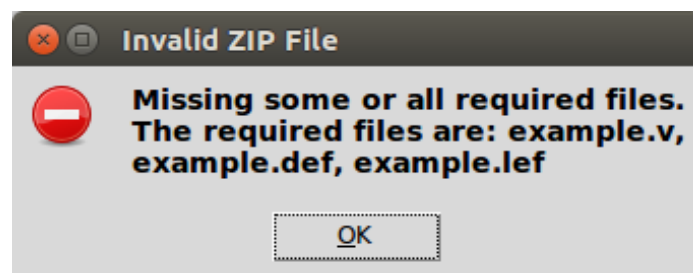 Invalid ZIP File
Missing some or all required files.
The required files are: example.v,
example.def, example.lef
OK